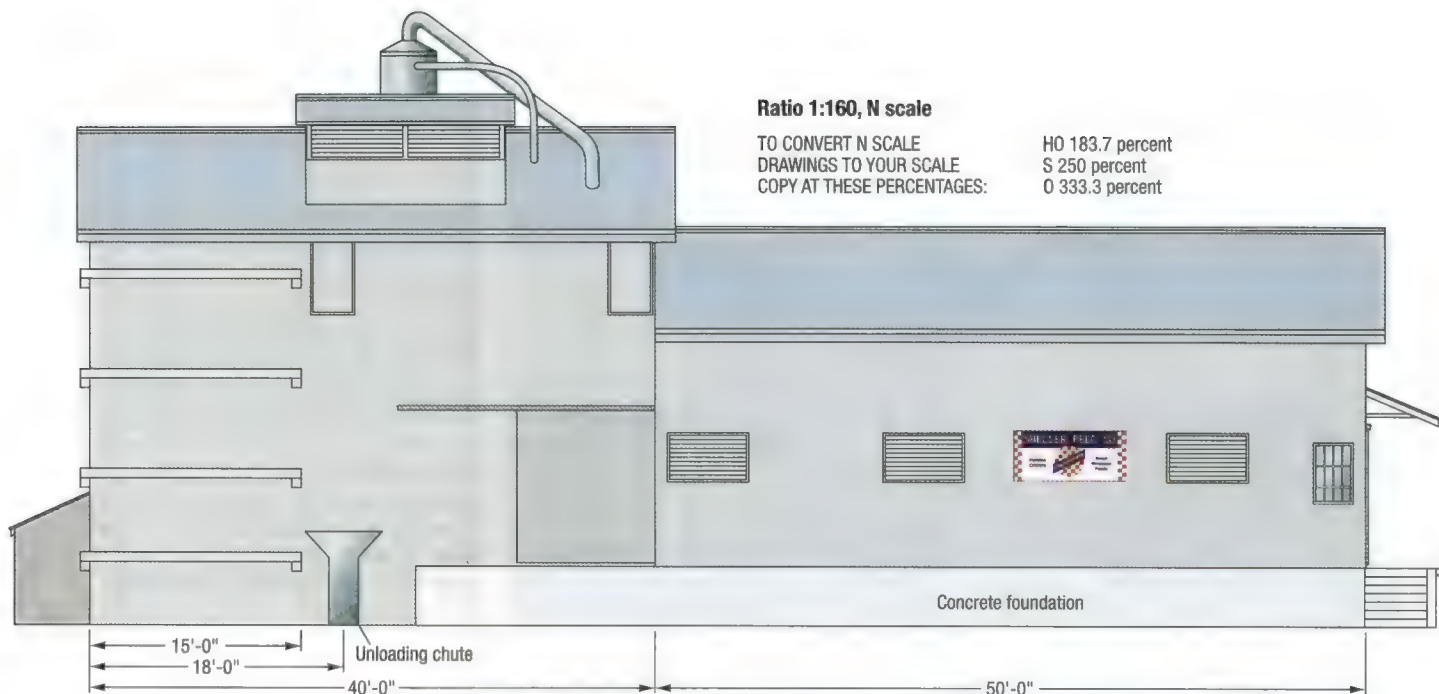 Ratio 1:160, N scale
TO CONVERT N SCALE HO 183.7 percent
DRAWINGS TO YOUR SCALE S 250 percent
COPY AT THESE PERCENTAGES: O 333.3 percent
Concrete foundation
15'-0"
Unloading chute
18'-0"
40'-0"
50'-0"